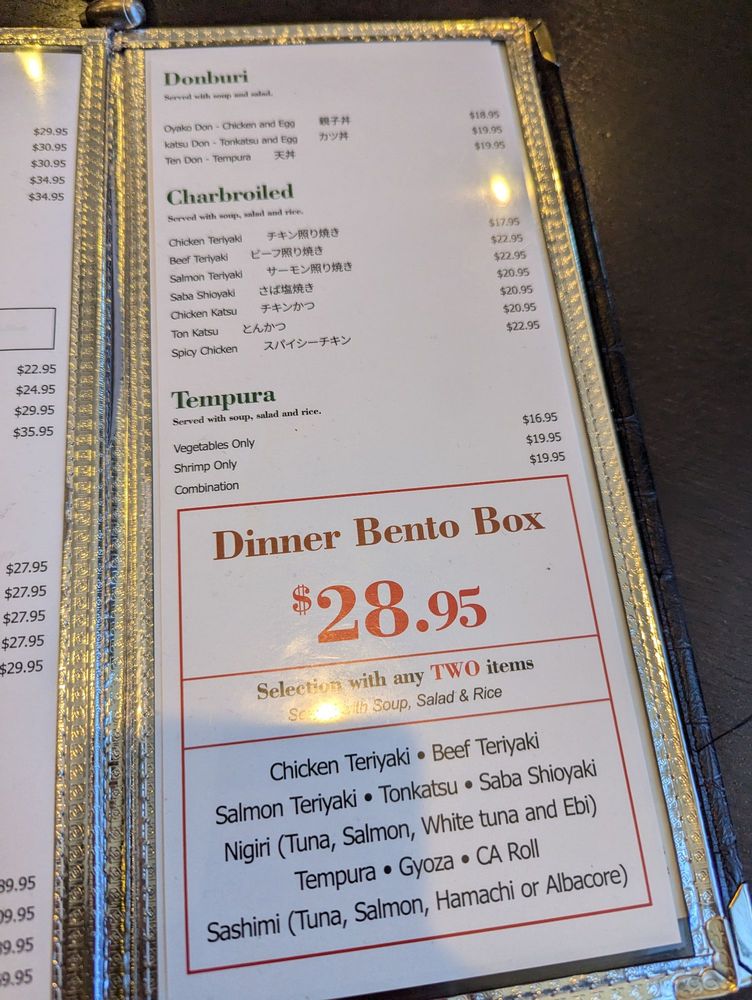 $29.95
$30.95
$30.95
$34.95
$34.95
$22.95
$24.95
$29.95
$35.95
$27.95
$27.95
$27.95
$27.95
$29.95
39.95
9.95
9.95
9.95
Donburi
Served with soup and salad.
Oyako Don - Chicken and Egg 親子丼 $18.95
katsu Don - Tonkatsu and Egg カツ丼 $19.95
Ten Don - Tempura 天丼 $19.95
Charbroiled
Served with soup, salad and rice.
Chicken Teriyaki チキン照り焼き $17.95
Beef Teriyaki ビーフ照り焼き $22.95
Salmon Teriyaki サーモン照り焼き $22.95
Saba Shioyaki さば塩焼き $20.95
Chicken Katsu チキンかつ $20.95
Ton Katsu とんかつ $20.95
Spicy Chicken スパイシーチキン $22.95
Tempura
Served with soup, salad and rice.
Vegetables Only $16.95
Shrimp Only $19.95
Combination $19.95
Dinner Bento Box
$28.95
Selection with any TWO items
with Soup, Salad & Rice
Chicken Teriyaki • Beef Teriyaki
Salmon Teriyaki • Tonkatsu • Saba Shioyaki
Nigiri (Tuna, Salmon, White tuna and Ebi)
Tempura • Gyoza • CA Roll
Sashimi (Tuna, Salmon, Hamachi or Albacore)